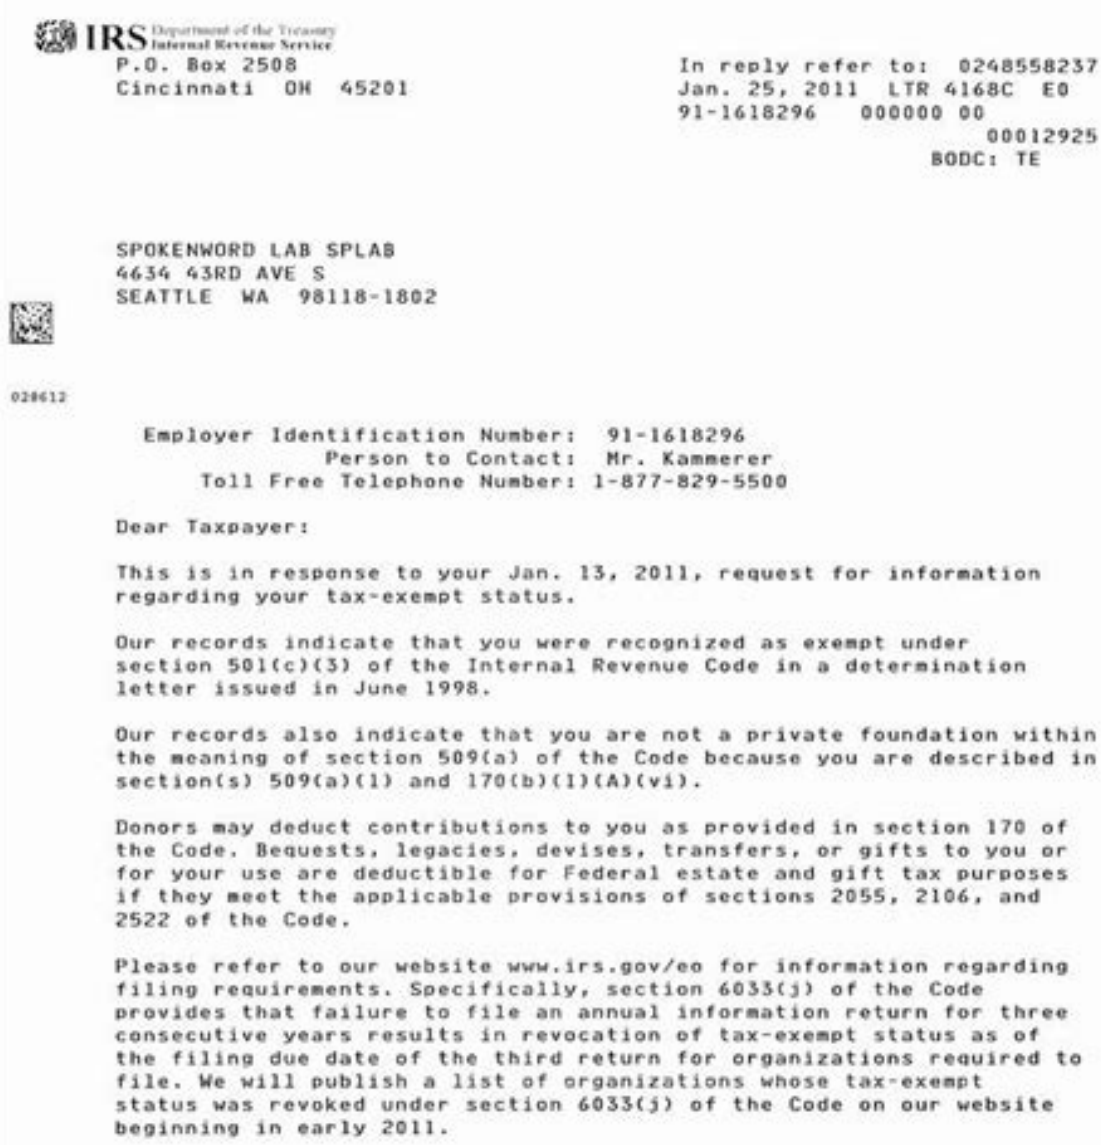 IRS Department of the Treasury
Internal Revenue Service
P.O. Box 2508
Cincinnati OH 45201
In reply refer to: 0248558237
Jan. 25, 2011 LTR 4168C E0
91-1618296 000000 00
00012925
BODC: TE
SPOKENWORD LAB SPLAB
4634 43RD AVE S
SEATTLE WA 98118-1802
028612
Employer Identification Number: 91-1618296
Person to Contact: Mr. Kammerer
Toll Free Telephone Number: 1-877-829-5500
Dear Taxpayer:
This is in response to your Jan. 13, 2011, request for information
regarding your tax-exempt status.
Our records indicate that you were recognized as exempt under
section 501(c)(3) of the Internal Revenue Code in a determination
letter issued in June 1998.
Our records also indicate that you are not a private foundation within
the meaning of section 509(a) of the Code because you are described in
section(s) 509(a)(1) and 170(b)(1)(A)(vi).
Donors may deduct contributions to you as provided in section 170 of
the Code. Bequests, legacies, devises, transfers, or gifts to you or
for your use are deductible for Federal estate and gift tax purposes
if they meet the applicable provisions of sections 2055, 2106, and
2522 of the Code.
Please refer to our website www.irs.gov/eo for information regarding
filing requirements. Specifically, section 6033(j) of the Code
provides that failure to file an annual information return for three
consecutive years results in revocation of tax-exempt status as of
the filing due date of the third return for organizations required to
file. We will publish a list of organizations whose tax-exempt
status was revoked under section 6033(j) of the Code on our website
beginning in early 2011.